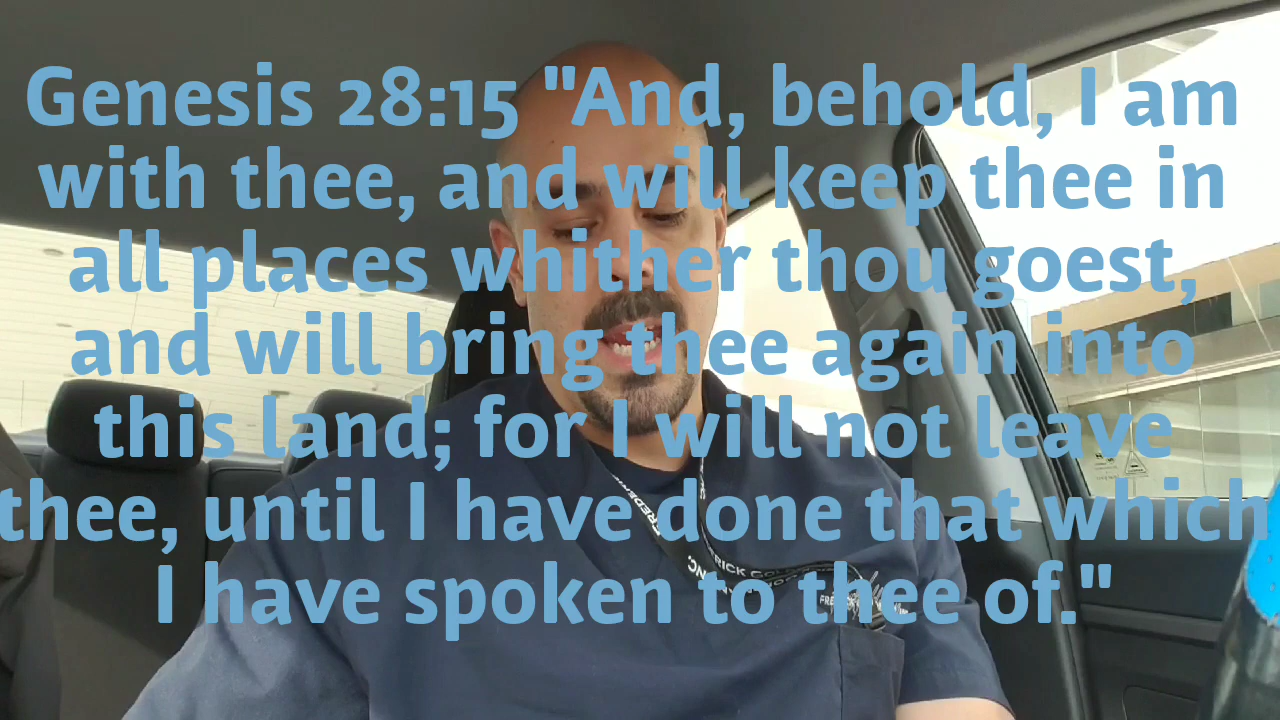 Genesis 28:15 "And, behold, I am
with thee, and will keep thee in
all places whither thou goest,
and will bring thee again into
this land; for I will not leave
thee, until I have done that which
I have spoken to thee of."